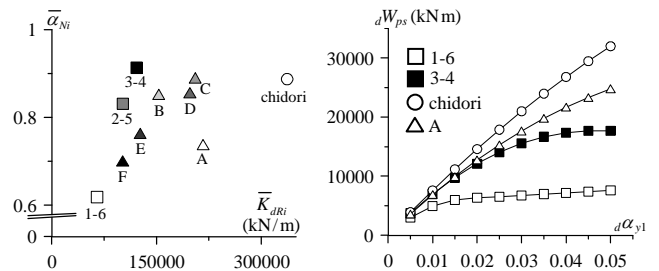 α̅Ni
1
3-4
0.8
2-5
B
C
D
E
F
A
chidori
0.6
1-6
0
K̅dRi
(kN/m)
150000
300000
dWps (kNm)
30000
20000
10000
0
1-6
3-4
chidori
A
0.0
0.01
0.02
0.03
0.04
0.05
dαy1